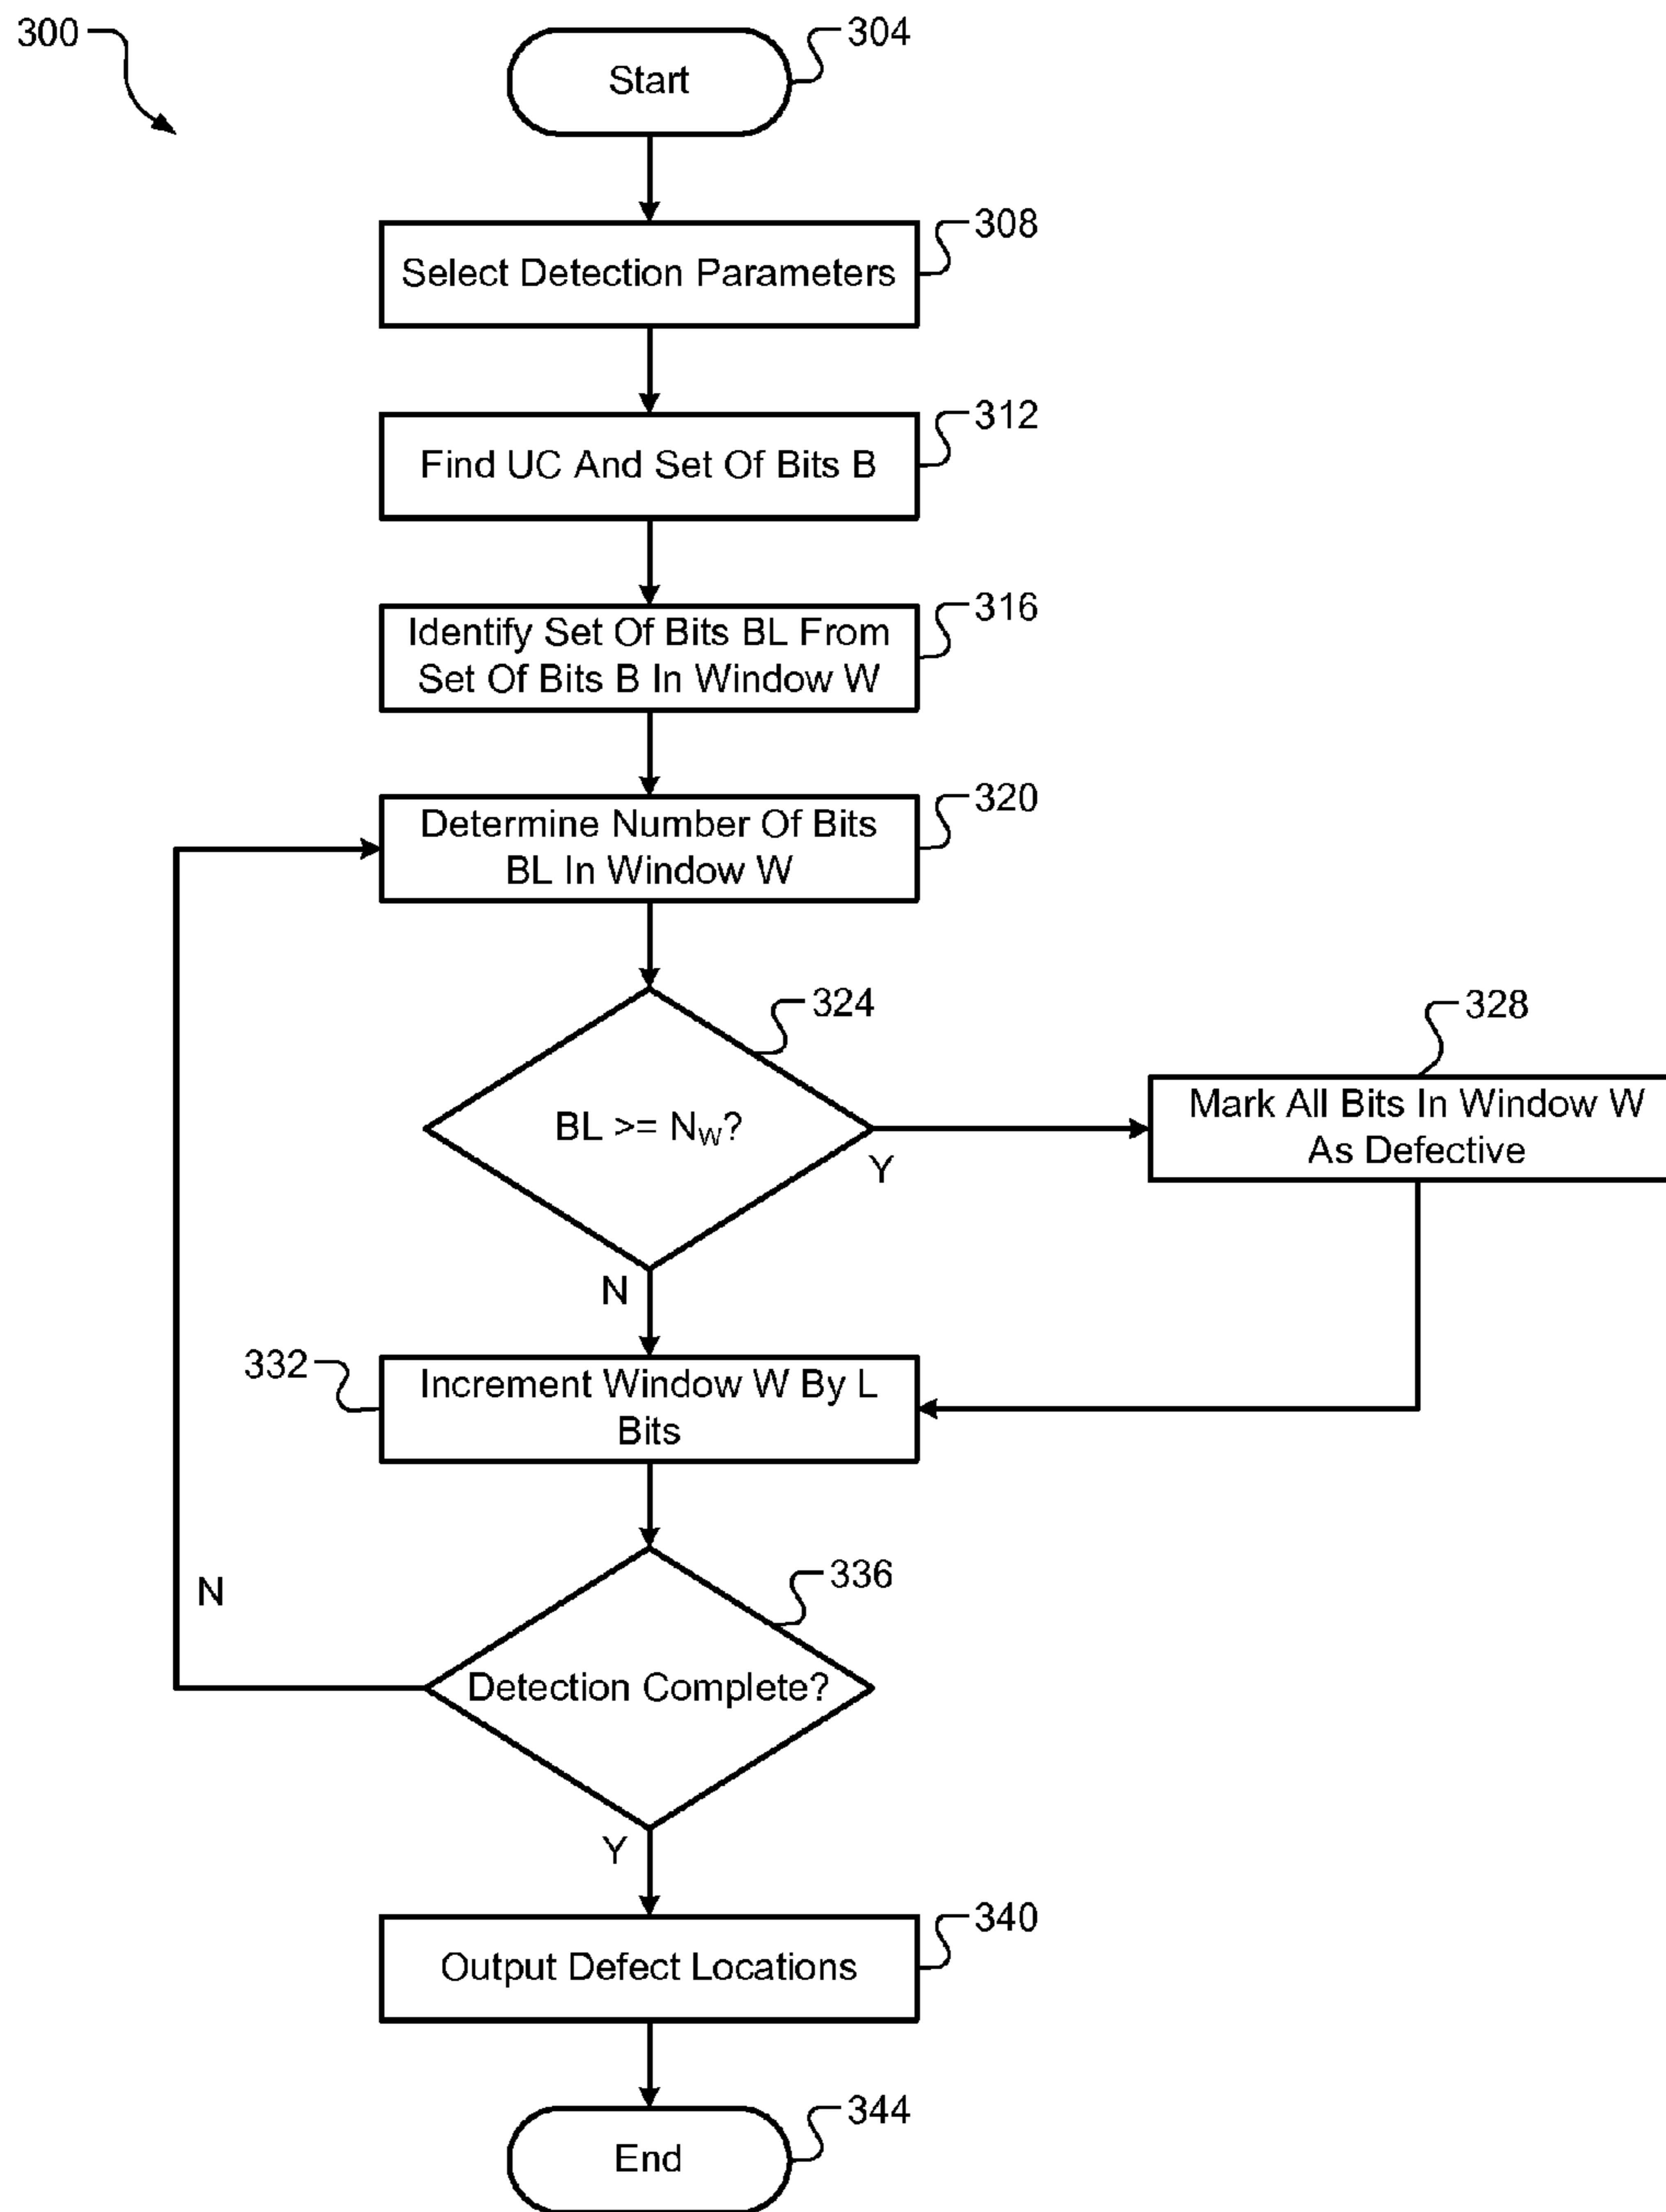 300
304
Start
308
Select Detection Parameters
312
Find UC And Set Of Bits B
316
Identify Set Of Bits BL From
Set Of Bits B In Window W
320
Determine Number Of Bits
BL In Window W
324
BL >= NW?
Y
328
Mark All Bits In Window W
As Defective
N
332
Increment Window W By L
Bits
336
N
Detection Complete?
Y
340
Output Defect Locations
344
End